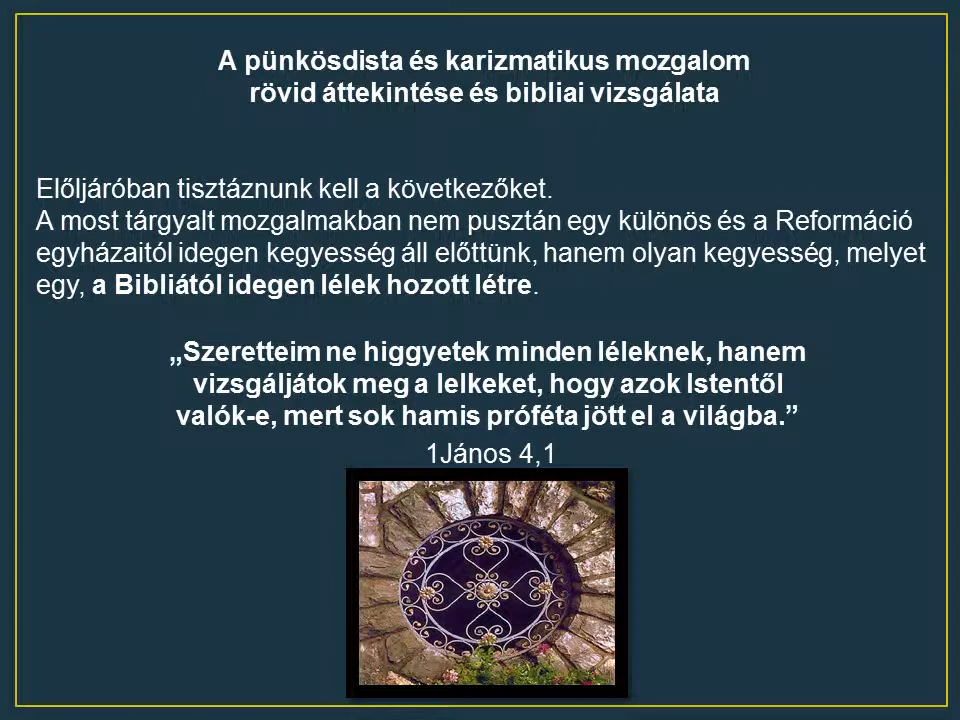 A pünkösdista és karizmatikus mozgalom
rövid áttekintése és bibliai vizsgálata
Előljáróban tisztáznunk kell a következőket.
A most tárgyalt mozgalmakban nem pusztán egy különös és a Reformáció
egyházaitól idegen kegyesség áll előttünk, hanem olyan kegyesség, melyet
egy, a Bibliától idegen lélek hozott létre.
„Szeretteim ne higgyetek minden léleknek, hanem
vizsgáljátok meg a lelkeket, hogy azok Istentől
valók-e, mert sok hamis próféta jött el a világba.”
1János 4,1